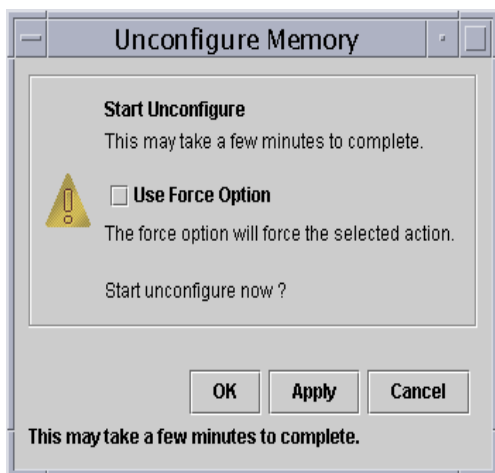 Unconfigure Memory
Start Unconfigure
This may take a few minutes to complete.
Use Force Option
The force option will force the selected action.
Start unconfigure now ?
OK Apply Cancel
This may take a few minutes to complete.